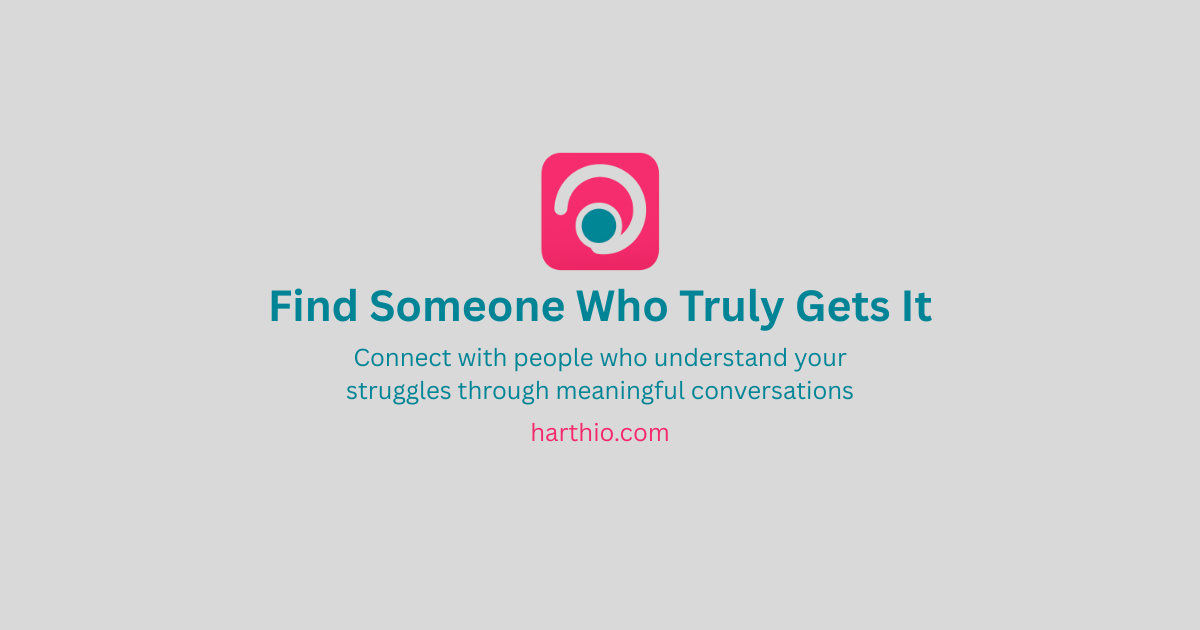 Find Someone Who Truly Gets It
Connect with people who understand your
struggles through meaningful conversations
harthio.com